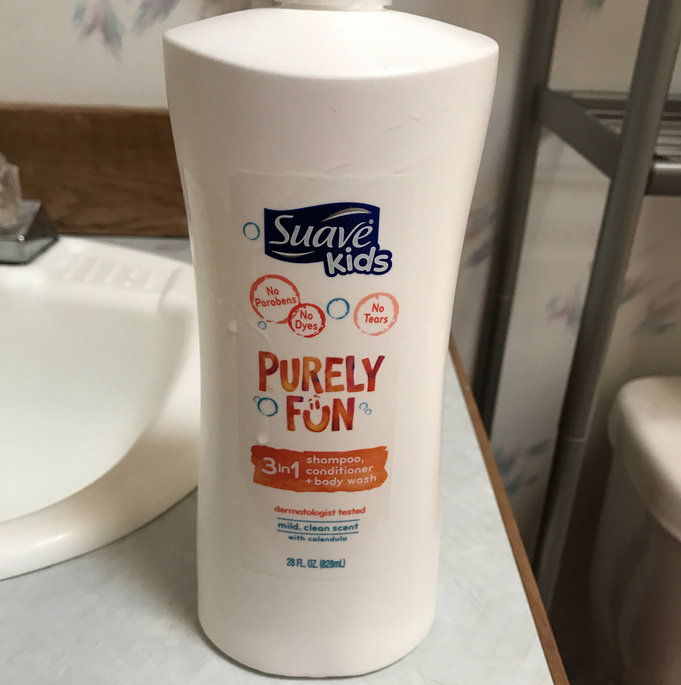 Suave®
Kids
No
Parabens
No
Dyes
No
Tears
PURELY
FUN
3in1
shampoo,
conditioner
+ body wash
dermatologist tested
mild, clean scent
with calendula
28 FL. OZ. (828mL)